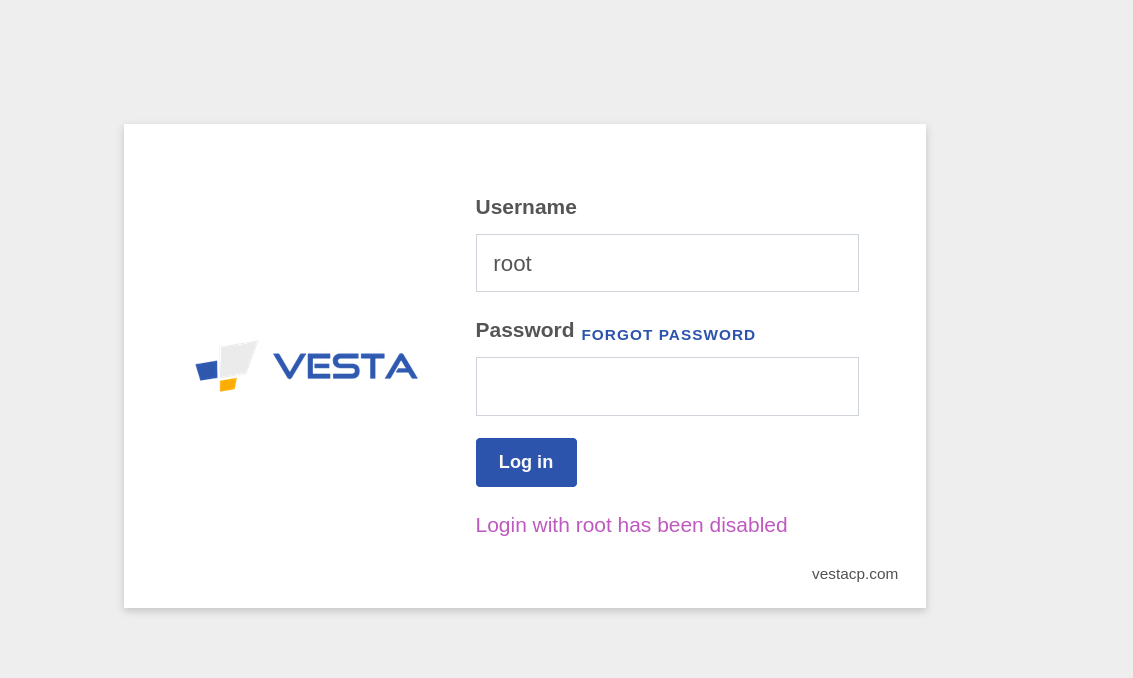 Username
root
Password FORGOT PASSWORD
VESTA
Log in
Login with root has been disabled
vestacp.com